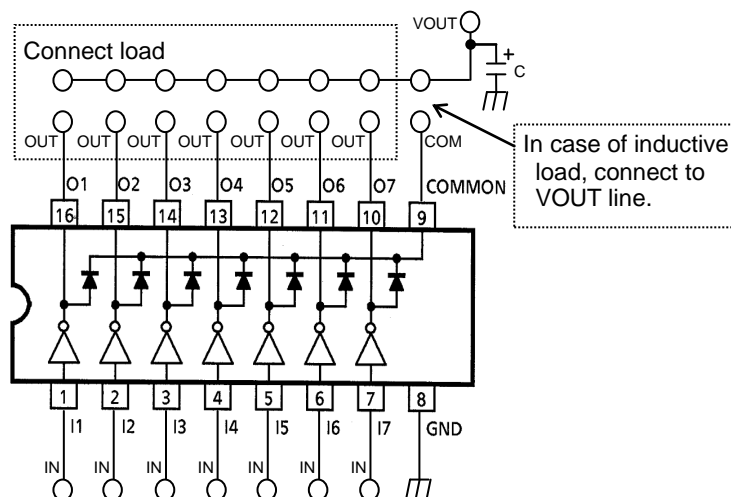 VOUT
Connect load
+
C
OUT OUT OUT OUT OUT OUT OUT COM
In case of inductive
load, connect to
VOUT line.
O1 O2 O3 O4 O5 O6 O7 COMMON
16 15 14 13 12 11 10 9
1 2 3 4 5 6 7 8
I1 I2 I3 I4 I5 I6 I7 GND
IN IN IN IN IN IN IN